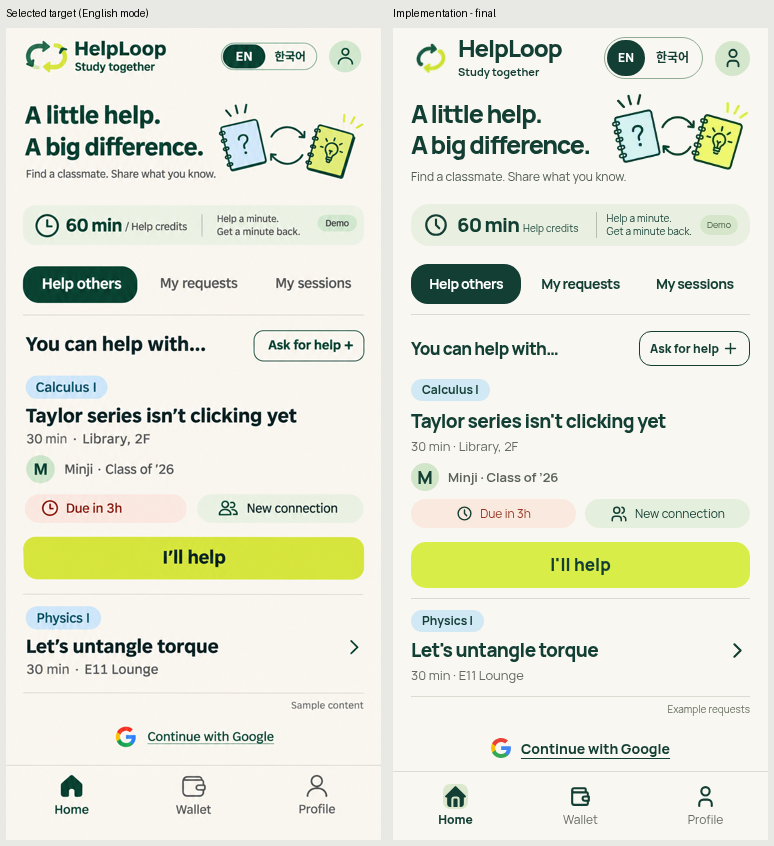 Selected target (English mode)
HelpLoop
Study together
EN 한국어
A little help.
A big difference.
Find a classmate. Share what you know.
?
60 min / Help credits
Help a minute.
Get a minute back.
Demo
Help others My requests My sessions
You can help with...
Ask for help +
Calculus I
Taylor series isn’t clicking yet
30 min · Library, 2F
M Minji · Class of ’26
Due in 3h New connection
I’ll help
Physics I
Let’s untangle torque
30 min · E11 Lounge
Sample content
Continue with Google
Home Wallet Profile
Implementation - final
HelpLoop
Study together
EN 한국어
A little help.
A big difference.
Find a classmate. Share what you know.
?
60 min Help credits
Help a minute.
Get a minute back.
Demo
Help others My requests My sessions
You can help with...
Ask for help +
Calculus I
Taylor series isn't clicking yet
30 min · Library, 2F
M Minji · Class of ’26
Due in 3h New connection
I'll help
Physics I
Let's untangle torque
30 min · E11 Lounge
Example requests
Continue with Google
Home Wallet Profile